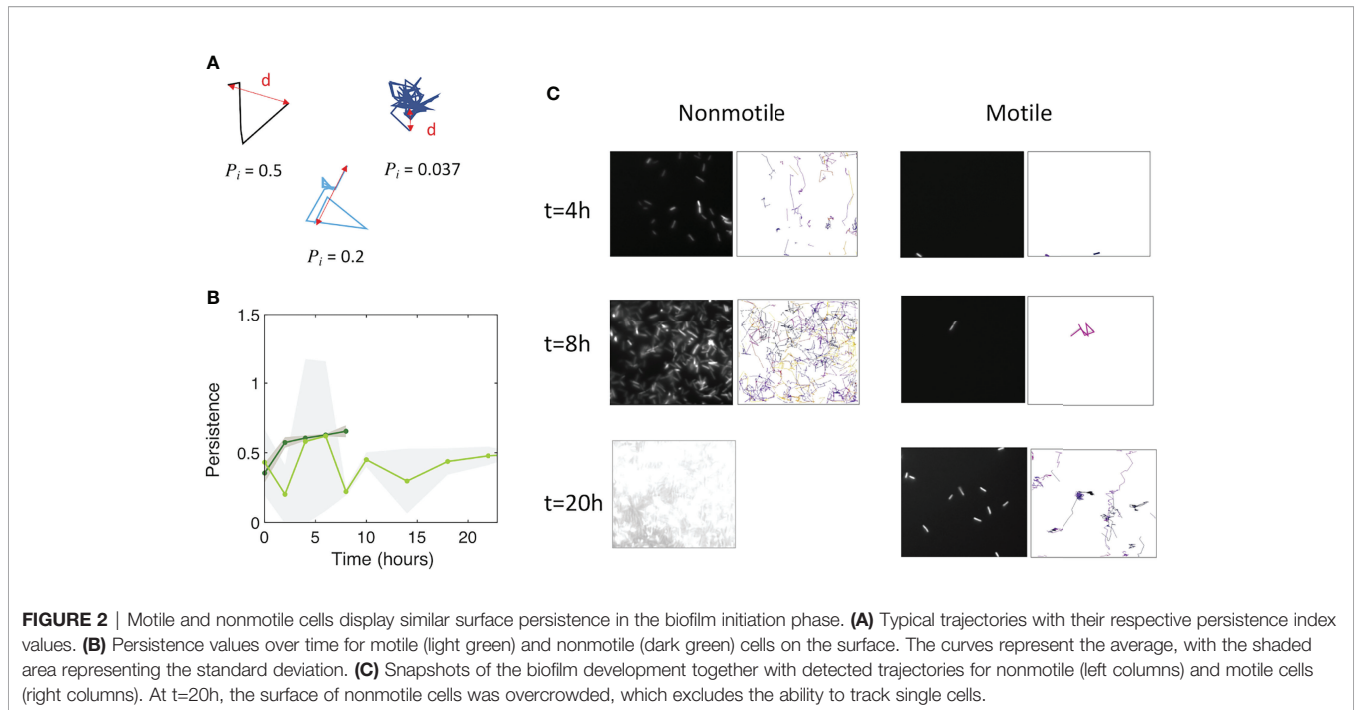 A
d
d
P_i = 0.5
P_i = 0.037
P_i = 0.2
B
1.5
1
0.5
0
Persistence
0 5 10 15 20
Time (hours)
C
Nonmotile Motile
t=4h
t=8h
t=20h
FIGURE 2 | Motile and nonmotile cells display similar surface persistence in the biofilm initiation phase. (A) Typical trajectories with their respective persistence index
values. (B) Persistence values over time for motile (light green) and nonmotile (dark green) cells on the surface. The curves represent the average, with the shaded
area representing the standard deviation. (C) Snapshots of the biofilm development together with detected trajectories for nonmotile (left columns) and motile cells
(right columns). At t=20h, the surface of nonmotile cells was overcrowded, which excludes the ability to track single cells.